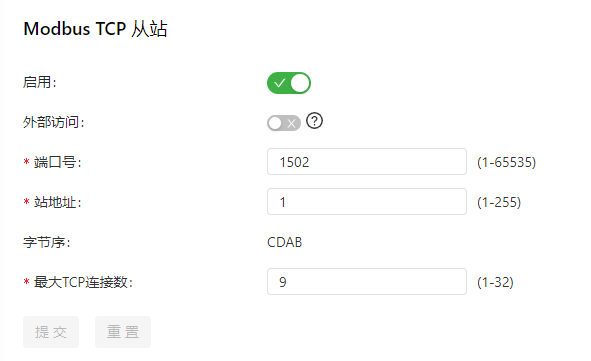 Modbus TCP 从站
启用:
外部访问:
* 端口号: 1502 (1-65535)
* 站地址: 1 (1-255)
字节序: CDAB
* 最大TCP连接数: 9 (1-32)
提 交 重 置